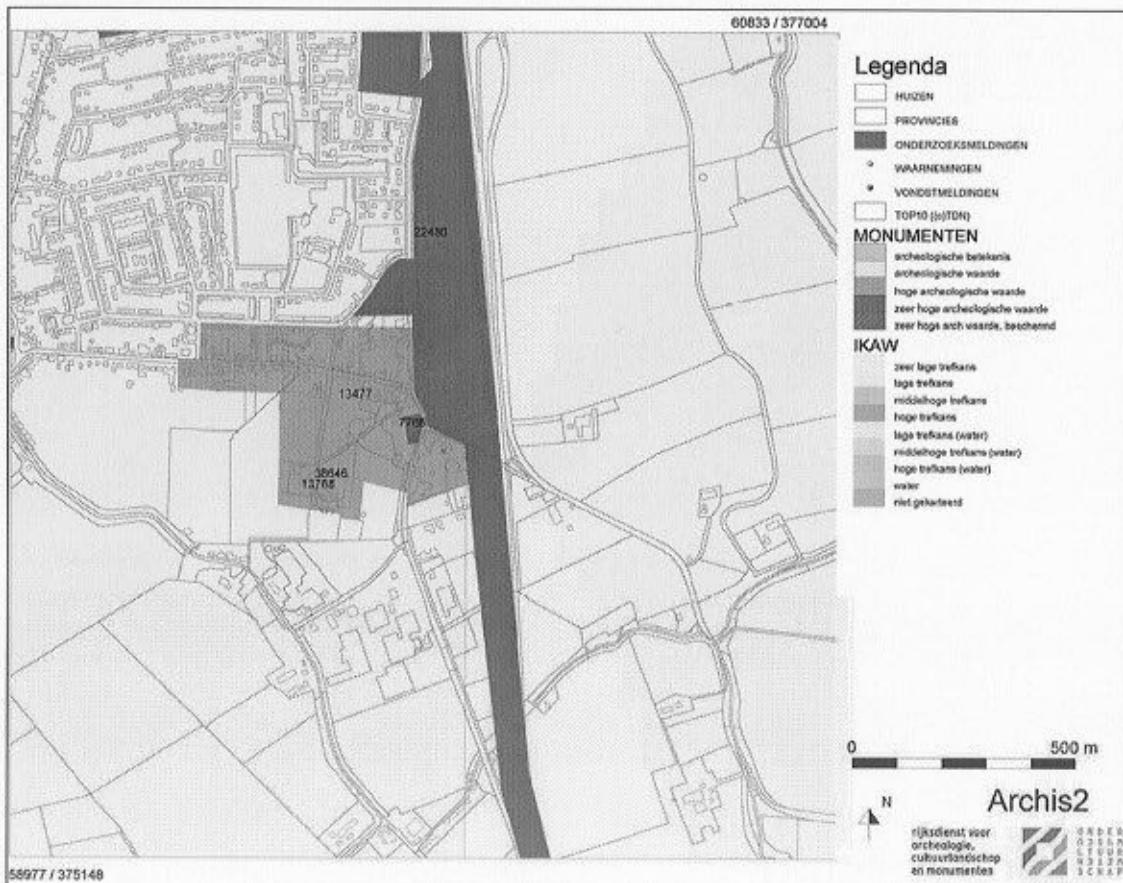 60833 / 377004
Legenda
HUIZEN
PROVINCIES
ONDERZOEKSMELDINGEN
WAARNEMINGEN
VONDSTMELDINGEN
TOP10 ((c)TDN)
MONUMENTEN
archeologische betekenis
archeologische waarde
hoge archeologische waarde
zeer hoge archeologische waarde
zeer hoge arch waarde, beschermd
IKAW
zeer lage trefkans
lage trefkans
middelhoge trefkans
hoge trefkans
lage trefkans (water)
middelhoge trefkans (water)
hoge trefkans (water)
water
niet gekarteerd
22480
13477
7768
38646
13768
0 500 m
N
Archis2
rijksdienst voor
archeologie,
cultuurlandschap
en monumenten
58977 / 375148